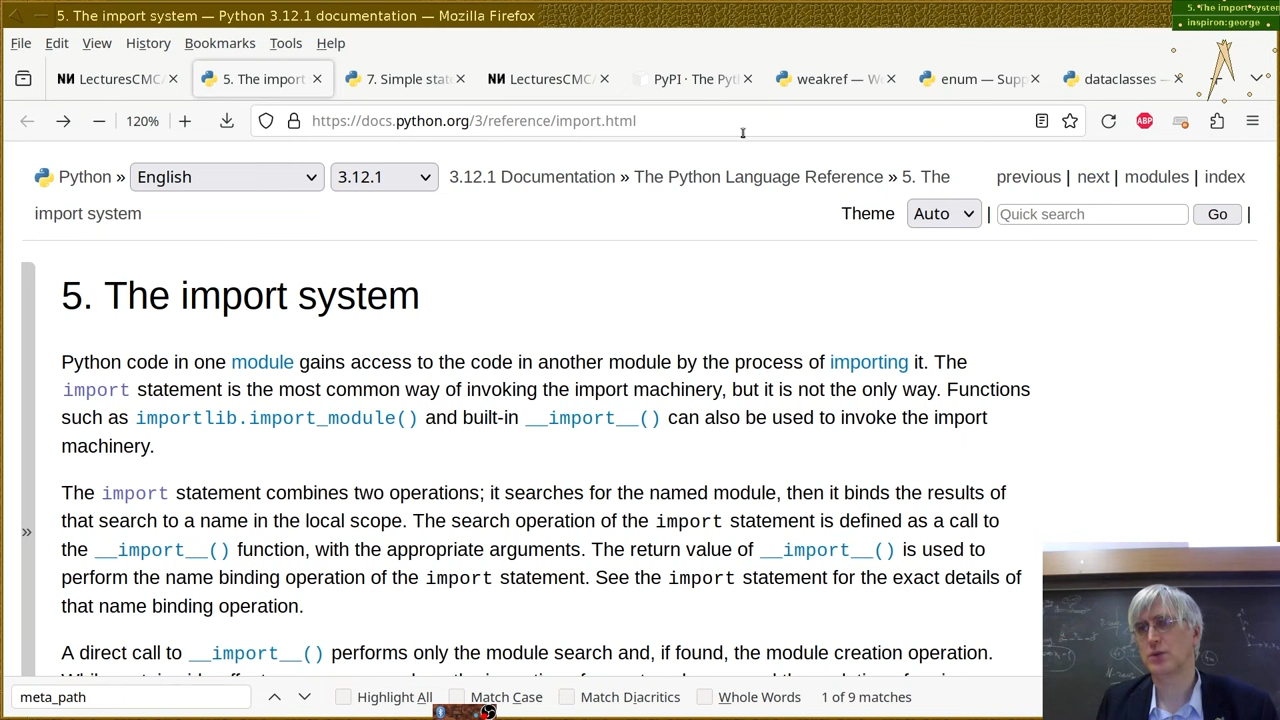 5. The import system — Python 3.12.1 documentation — Mozilla Firefox
5. The import system
inspiron:george
File Edit View History Bookmarks Tools Help
LecturesCMC/ 5. The import 7. Simple state LecturesCMC/ PyPI · The Pyt weakref — We enum — Supp dataclasses —
120% https://docs.python.org/3/reference/import.html ABP
Python » English 3.12.1 3.12.1 Documentation » The Python Language Reference » 5. The import system previous | next | modules | index
Theme Auto | Quick search Go |
5. The import system
Python code in one module gains access to the code in another module by the process of importing it. The
import statement is the most common way of invoking the import machinery, but it is not the only way. Functions
such as importlib.import_module() and built-in __import__() can also be used to invoke the import
machinery.
The import statement combines two operations; it searches for the named module, then it binds the results of
that search to a name in the local scope. The search operation of the import statement is defined as a call to
the __import__() function, with the appropriate arguments. The return value of __import__() is used to
perform the name binding operation of the import statement. See the import statement for the exact details of
that name binding operation.
A direct call to __import__() performs only the module search and, if found, the module creation operation.
meta_path Highlight All Match Case Match Diacritics Whole Words 1 of 9 matches